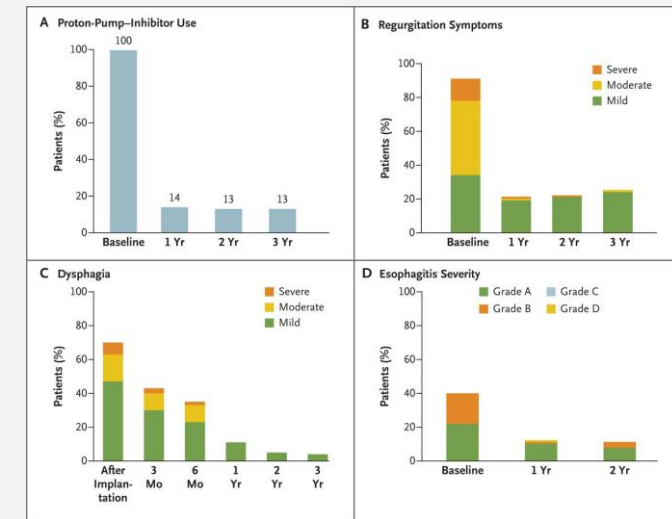 A Proton-Pump–Inhibitor Use
100
100
80
60
40
20
0
14
13
13
Patients (%)
Baseline 1 Yr 2 Yr 3 Yr
B Regurgitation Symptoms
Severe
Moderate
Mild
100
80
60
40
20
0
Patients (%)
Baseline 1 Yr 2 Yr 3 Yr
C Dysphagia
Severe
Moderate
Mild
100
80
60
40
20
0
Patients (%)
After 3 6 1 2 3
Implan- Mo Mo Yr Yr Yr
tation
D Esophagitis Severity
Grade A Grade C
Grade B Grade D
100
80
60
40
20
0
Patients (%)
Baseline 1 Yr 2 Yr